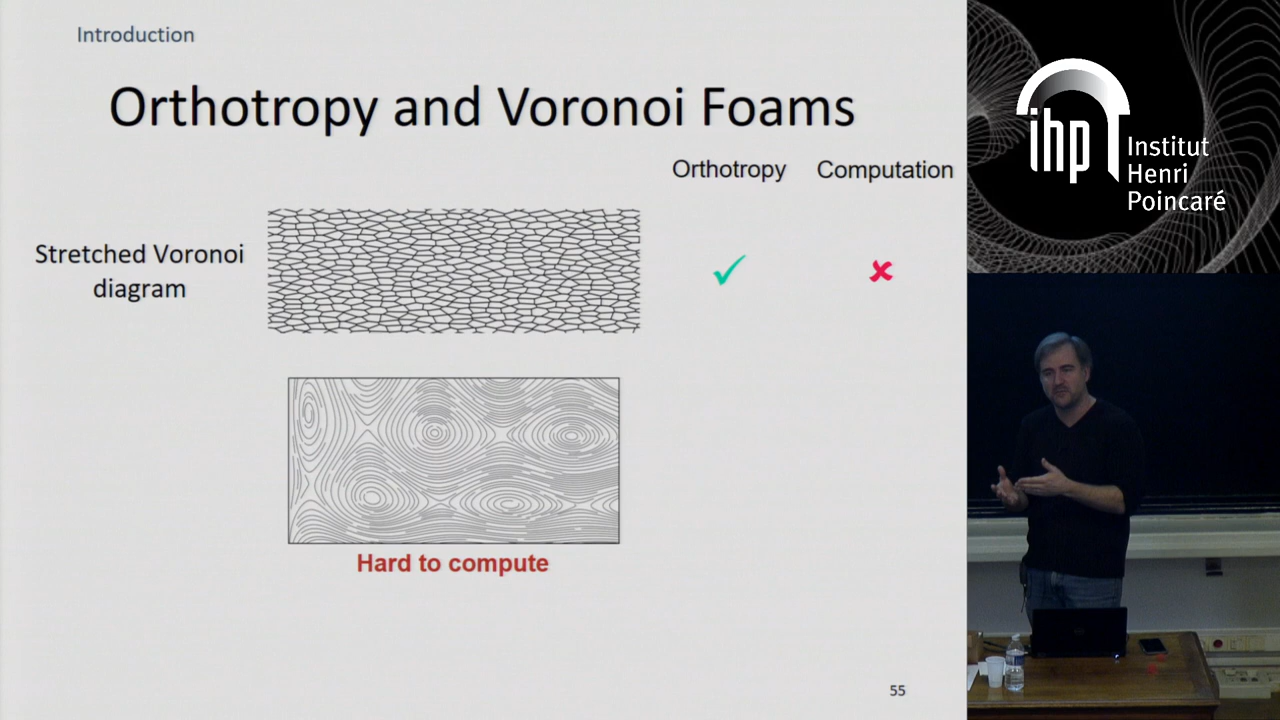 Introduction
Orthotropy and Voronoi Foams
Orthotropy Computation
Stretched Voronoi
diagram
Hard to compute
55
ihp
Institut
Henri
Poincaré